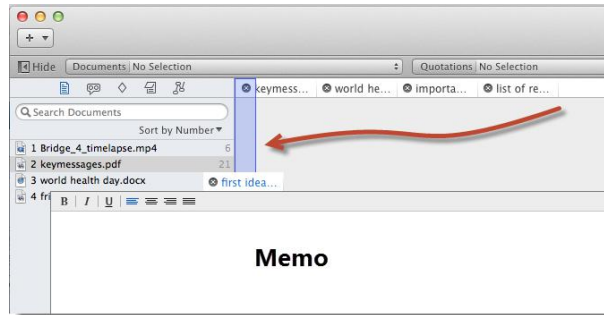 Hide Documents No Selection Quotations No Selection
keymess... world he... importa... list of re...
Search Documents
Sort by Number
1 Bridge_4_timelapse.mp4 6
2 keymessages.pdf 21
3 world health day.docx
first idea...
4 fri
B I U
Memo